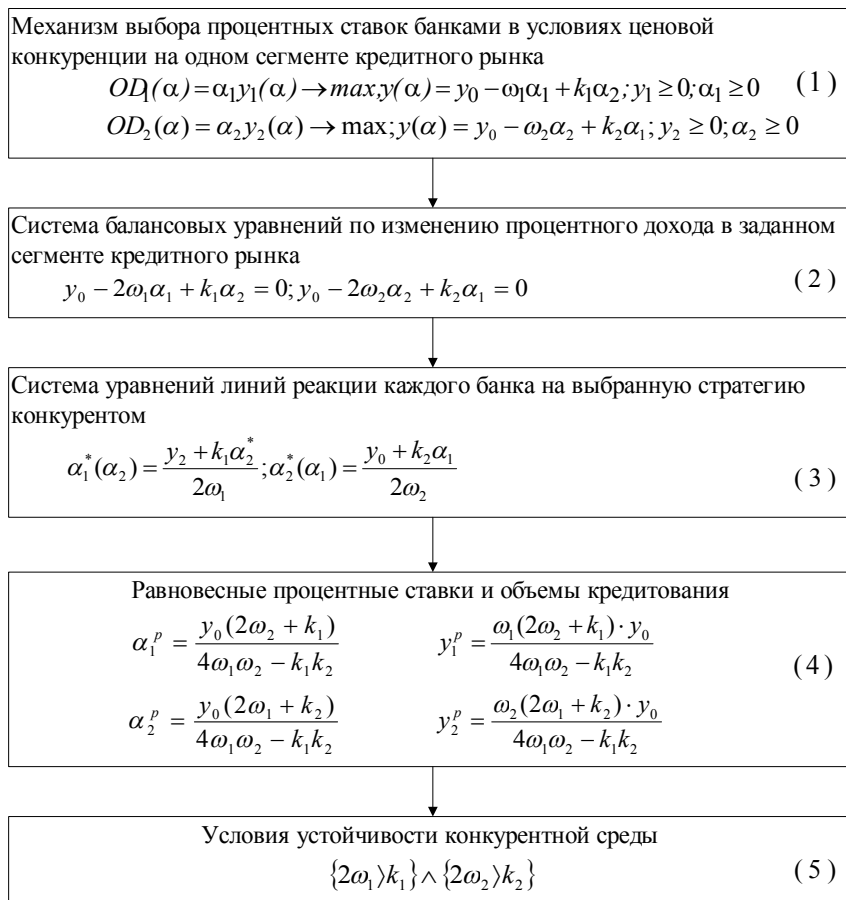 Механизм выбора процентных ставок банками в условиях ценовой
конкуренции на одном сегменте кредитного рынка
OD₁(α) = α₁y₁(α) → max; y(α) = y₀ − ω₁α₁ + k₁α₂; y₁ ≥ 0; α₁ ≥ 0 (1)
OD₂(α) = α₂y₂(α) → max; y(α) = y₀ − ω₂α₂ + k₂α₁; y₂ ≥ 0; α₂ ≥ 0
Система балансовых уравнений по изменению процентного дохода в заданном
сегменте кредитного рынка
y₀ − 2ω₁α₁ + k₁α₂ = 0; y₀ − 2ω₂α₂ + k₂α₁ = 0 (2)
Система уравнений линий реакции каждого банка на выбранную стратегию
конкурентом
α₁*(α₂) = (y₂ + k₁α₂*) / (2ω₁); α₂*(α₁) = (y₀ + k₂α₁) / (2ω₂) (3)
Равновесные процентные ставки и объемы кредитования
α₁ᵖ = y₀(2ω₂ + k₁) / (4ω₁ω₂ − k₁k₂) y₁ᵖ = ω₁(2ω₂ + k₁) · y₀ / (4ω₁ω₂ − k₁k₂) (4)
α₂ᵖ = y₀(2ω₁ + k₂) / (4ω₁ω₂ − k₁k₂) y₂ᵖ = ω₂(2ω₁ + k₂) · y₀ / (4ω₁ω₂ − k₁k₂)
Условия устойчивости конкурентной среды
{2ω₁⟩k₁} ∧ {2ω₂⟩k₂} (5)